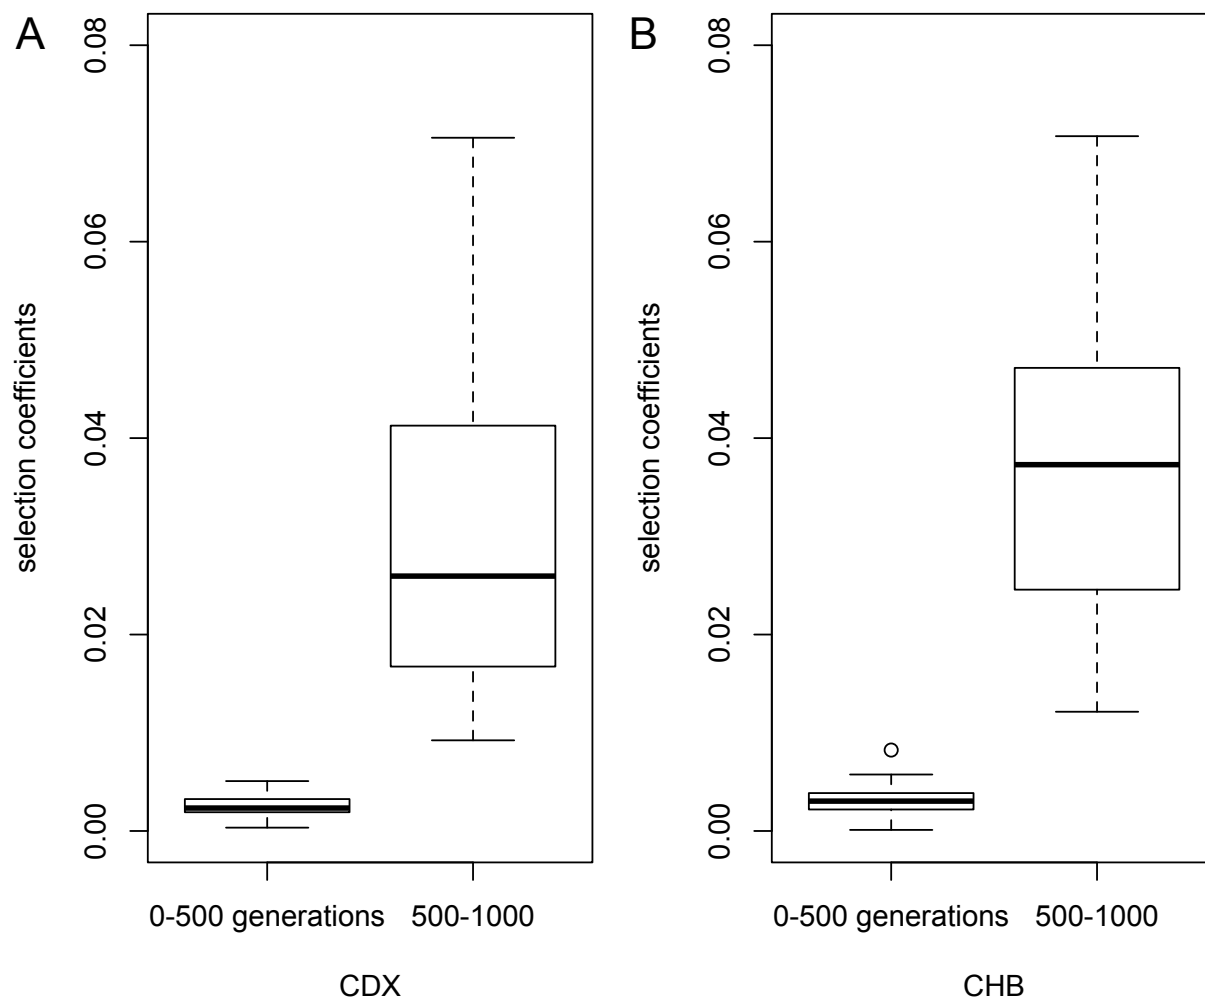 A
selection coefficients
0.08
0.06
0.04
0.02
0.00
0-500 generations
500-1000
CDX
B
selection coefficients
0.08
0.06
0.04
0.02
0.00
0-500 generations
500-1000
CHB